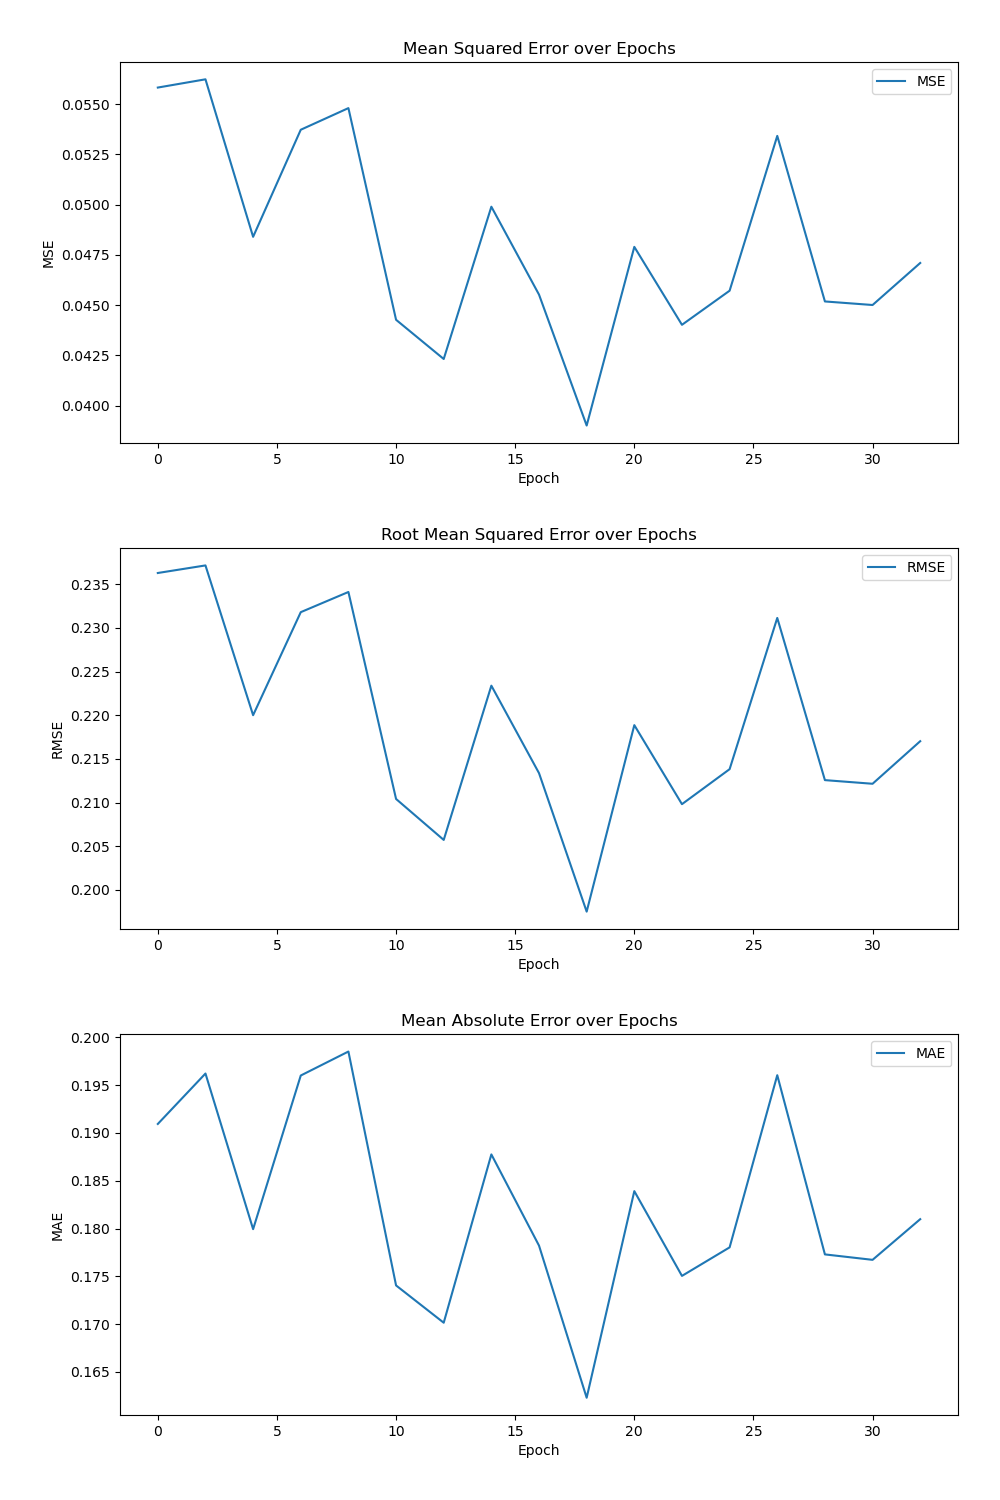 Mean Squared Error over Epochs
MSE
0.0550
0.0525
0.0500
0.0475
0.0450
0.0425
0.0400
MSE
0 5 10 15 20 25 30
Epoch
Root Mean Squared Error over Epochs
RMSE
0.235
0.230
0.225
0.220
0.215
0.210
0.205
0.200
RMSE
0 5 10 15 20 25 30
Epoch
Mean Absolute Error over Epochs
MAE
0.200
0.195
0.190
0.185
0.180
0.175
0.170
0.165
MAE
0 5 10 15 20 25 30
Epoch